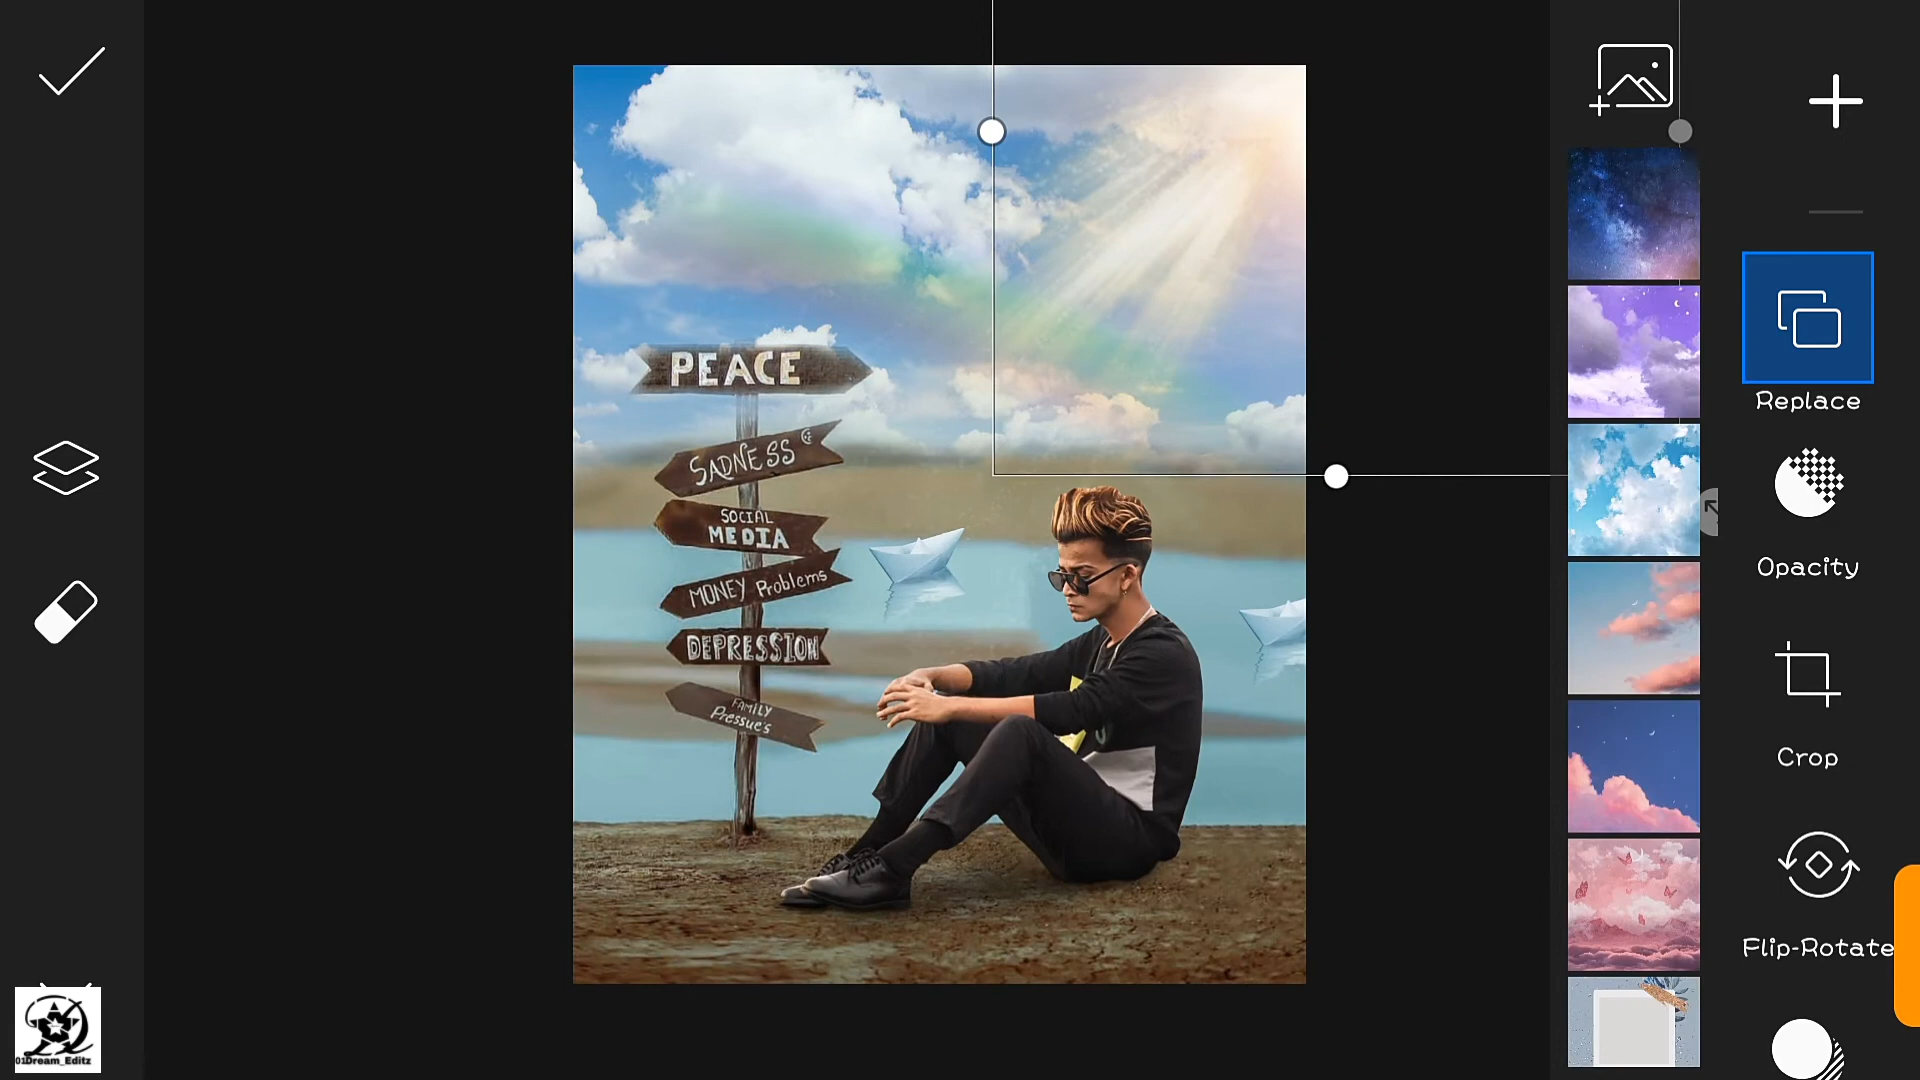 PEACE
SADNESS
SOCIAL
MEDIA
MONEY Problems
DEPRESSION
FAMILY
Pressue's
Replace
Opacity
Crop
Flip-Rotate
01Dream_Editz